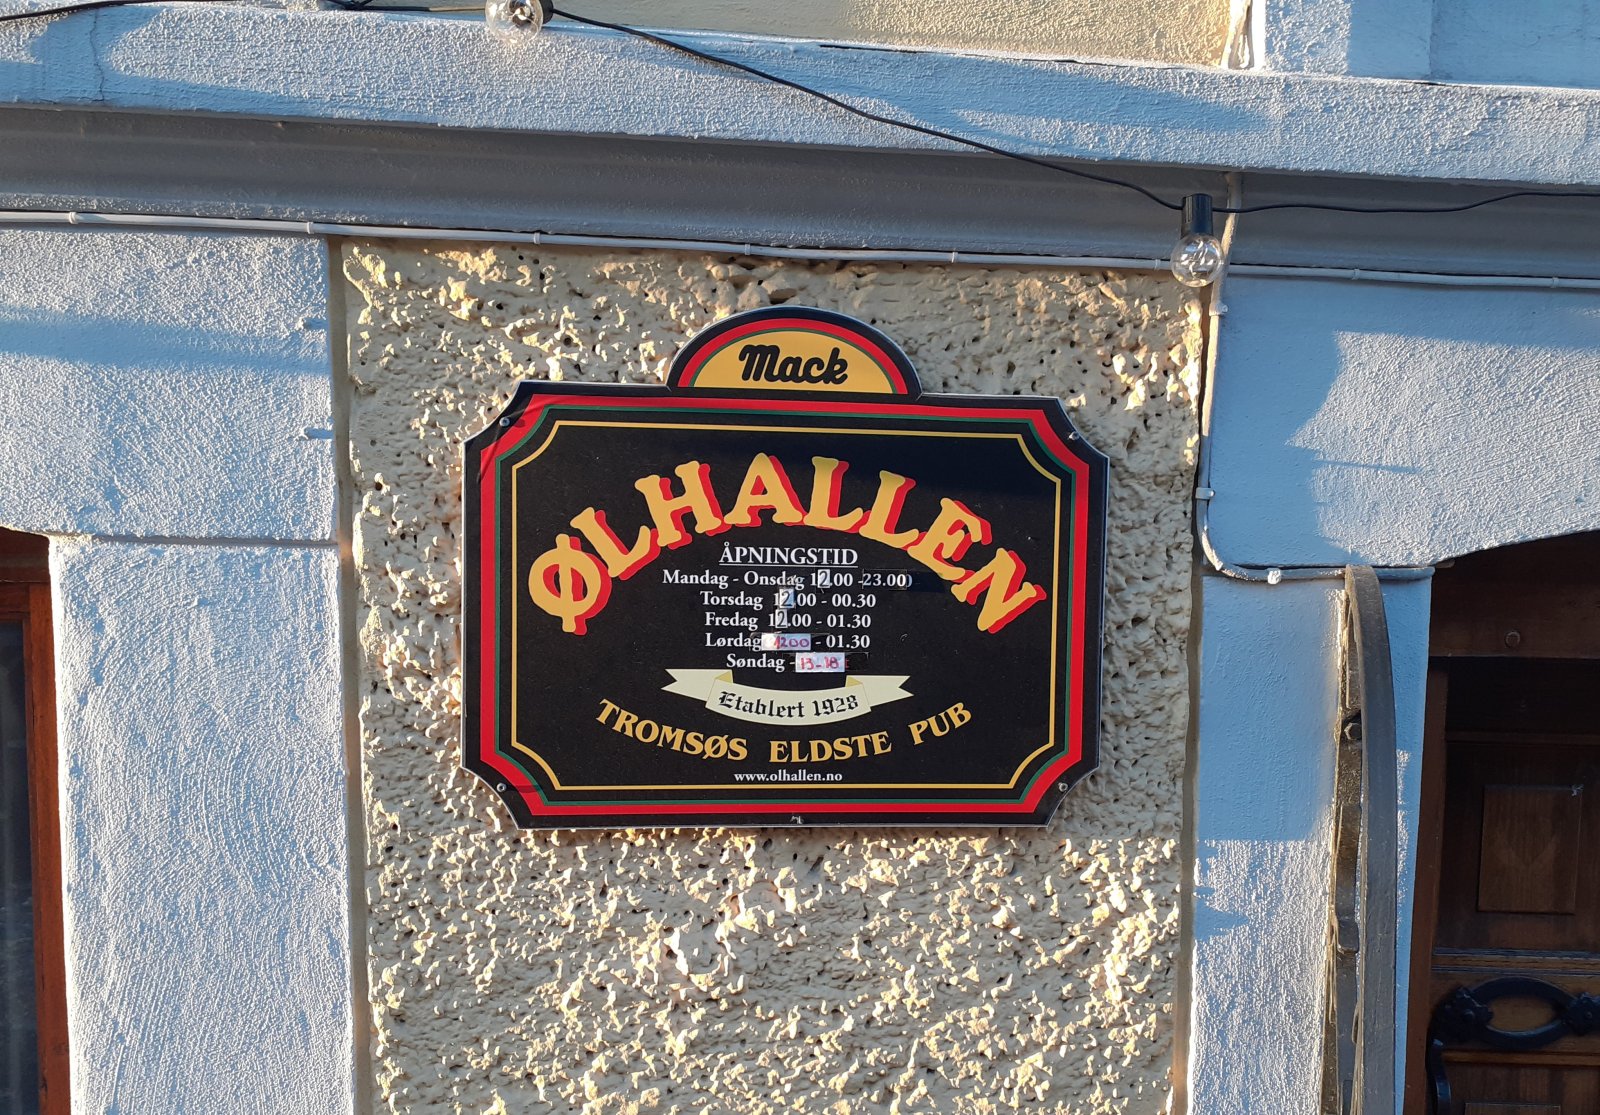 Mack
ØLHALLEN
ÅPNINGSTID
Mandag - Onsdag 12.00 - 23.00
Torsdag 12.00 - 00.30
Fredag 12.00 - 01.30
Lørdag - 01.30
Søndag - 13-18
Etablert 1928
TROMSØS ELDSTE PUB
www.olhallen.no